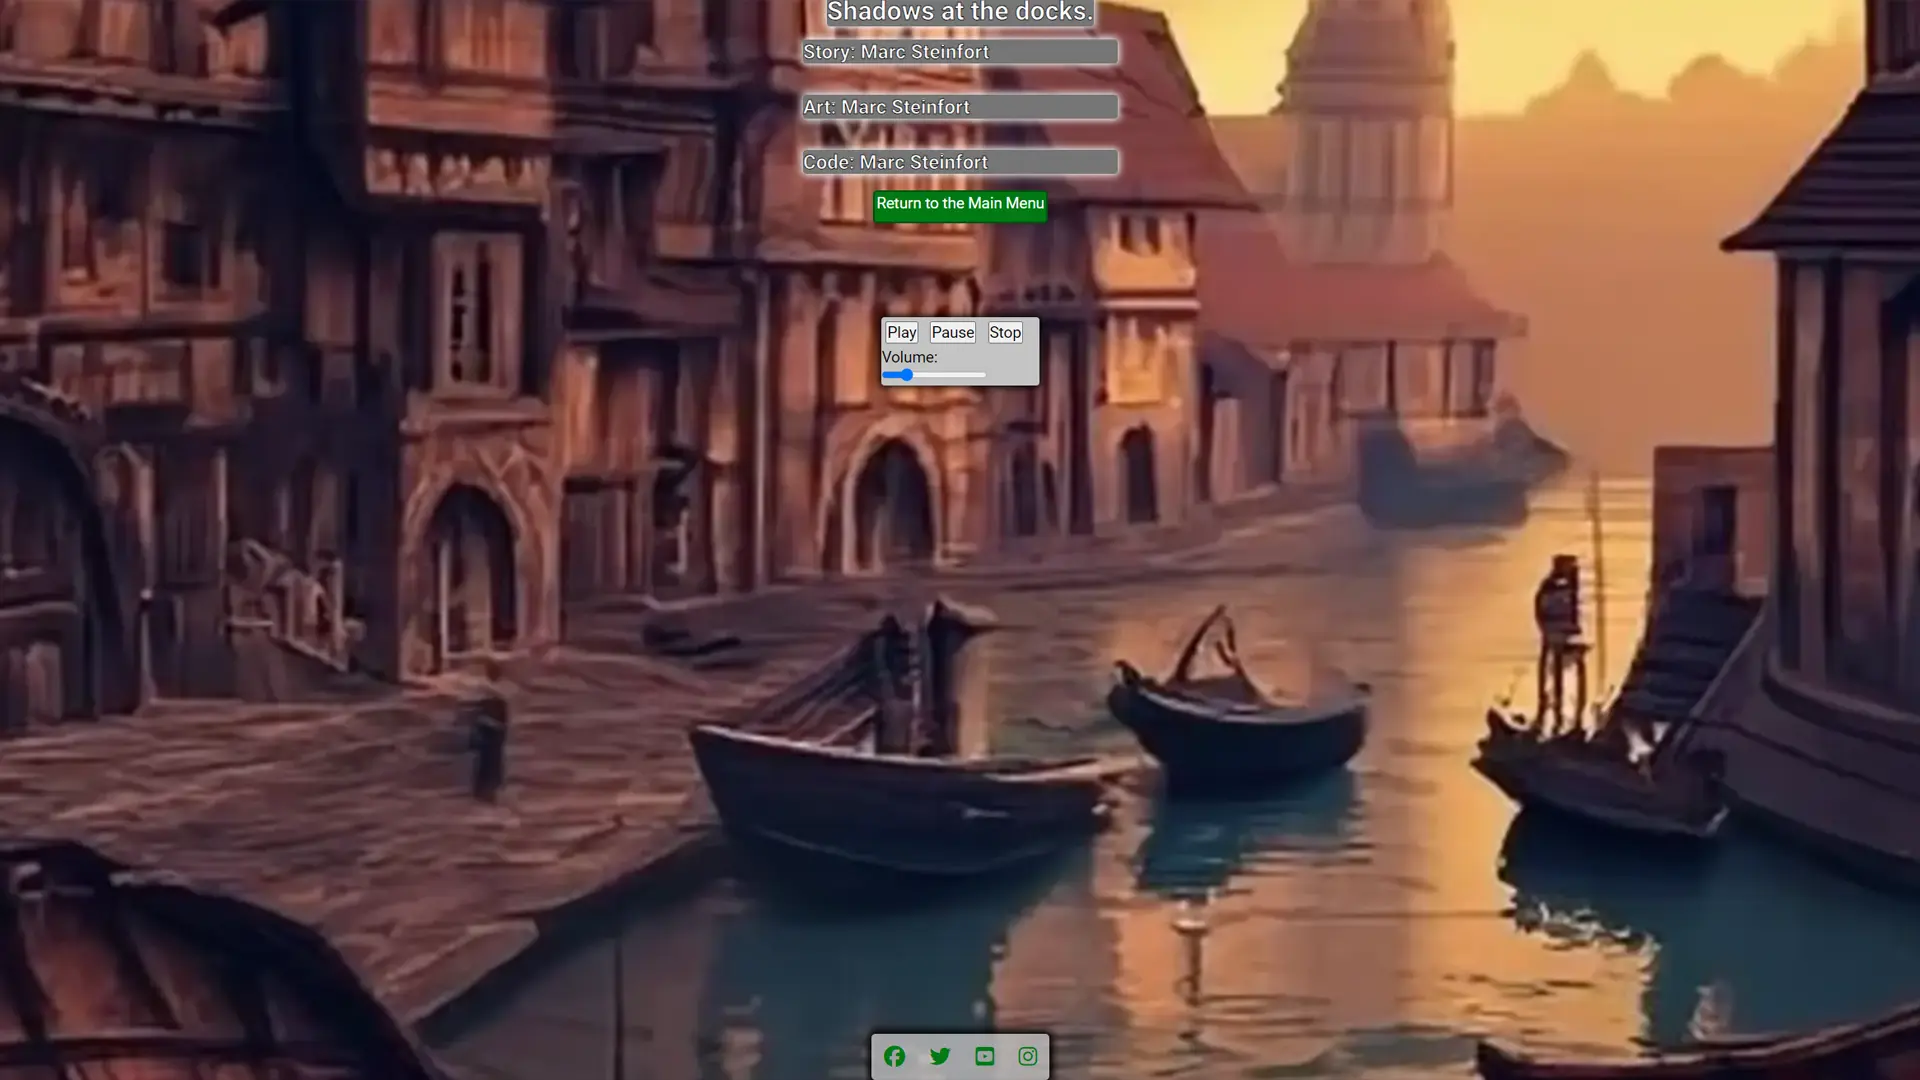 Shadows at the docks.
Story: Marc Steinfort
Art: Marc Steinfort
Code: Marc Steinfort
Return to the Main Menu
Play Pause Stop
Volume: